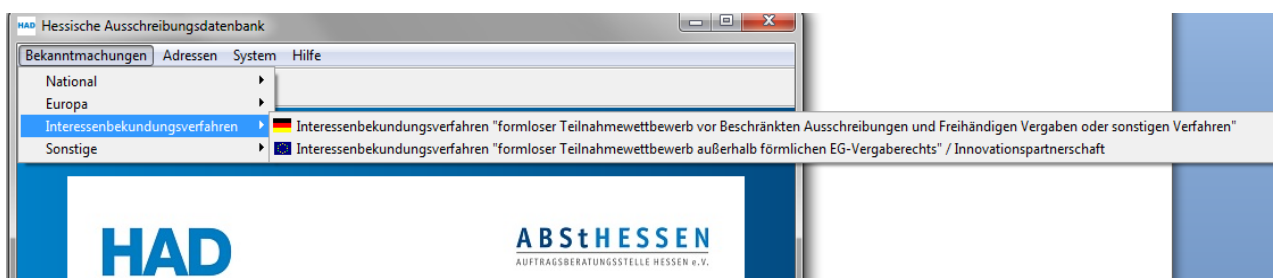 HAD Hessische Ausschreibungsdatenbank
Bekanntmachungen Adressen System Hilfe
National
Europa
Interessenbekundungsverfahren
Sonstige
Interessenbekundungsverfahren "formloser Teilnahmewettbewerb vor Beschränkten Ausschreibungen und Freihändigen Vergaben oder sonstigen Verfahren"
Interessenbekundungsverfahren "formloser Teilnahmewettbewerb außerhalb förmlichen EG-Vergaberechts" / Innovationspartnerschaft
HAD
ABStHESSEN
AUFTRAGSBERATUNGSSTELLE HESSEN e.V.